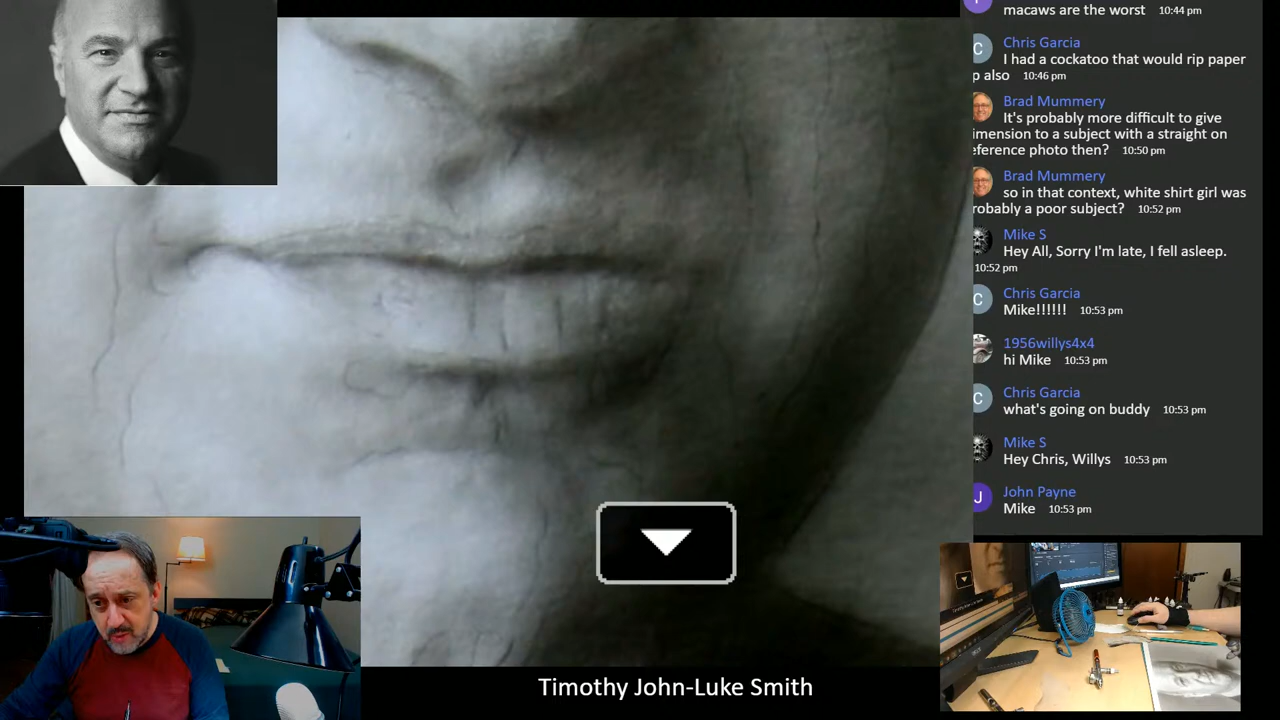 macaws are the worst 10:44 pm
Chris Garcia
I had a cockatoo that would rip paper
p also 10:46 pm
Brad Mummery
It's probably more difficult to give
imension to a subject with a straight on
eference photo then? 10:50 pm
Brad Mummery
so in that context, white shirt girl was
robably a poor subject? 10:52 pm
Mike S
Hey All, Sorry I'm late, I fell asleep.
10:52 pm
C
Chris Garcia
Mike!!!!!! 10:53 pm
1956willys4x4
hi Mike 10:53 pm
C
Chris Garcia
what's going on buddy 10:53 pm
Mike S
Hey Chris, Willys 10:53 pm
J
John Payne
Mike 10:53 pm
Timothy John-Luke Smith